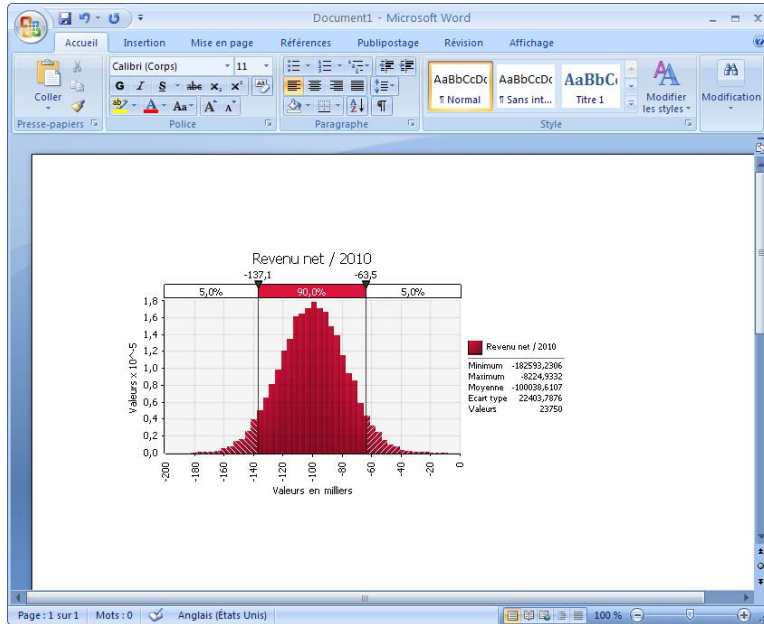 Document1 - Microsoft Word
Accueil Insertion Mise en page Références Publipostage Révision Affichage
Coller
Presse-papiers
Calibri (Corps) 11
G I S abc x, x²
ab A Aa A A
Police
Paragraphe
AaBbCcDc AaBbCcDc AaBbC
¶ Normal ¶ Sans int... Titre 1
Modifier les styles
Style
Modification
Revenu net / 2010
-137,1 -63,5
5,0% 90,0% 5,0%
1,8
1,6
1,4
1,2
1,0
0,8
0,6
0,4
0,2
0,0
Valeurs x 10^-5
-200 -180 -160 -140 -120 -100 -80 -60 -40 -20 0
Valeurs en milliers
Revenu net / 2010
Minimum -182593,2306
Maximum -8224,9332
Moyenne -100038,6107
Ecart type 22403,7876
Valeurs 23750
Page : 1 sur 1 Mots : 0 Anglais (États Unis) 100 %